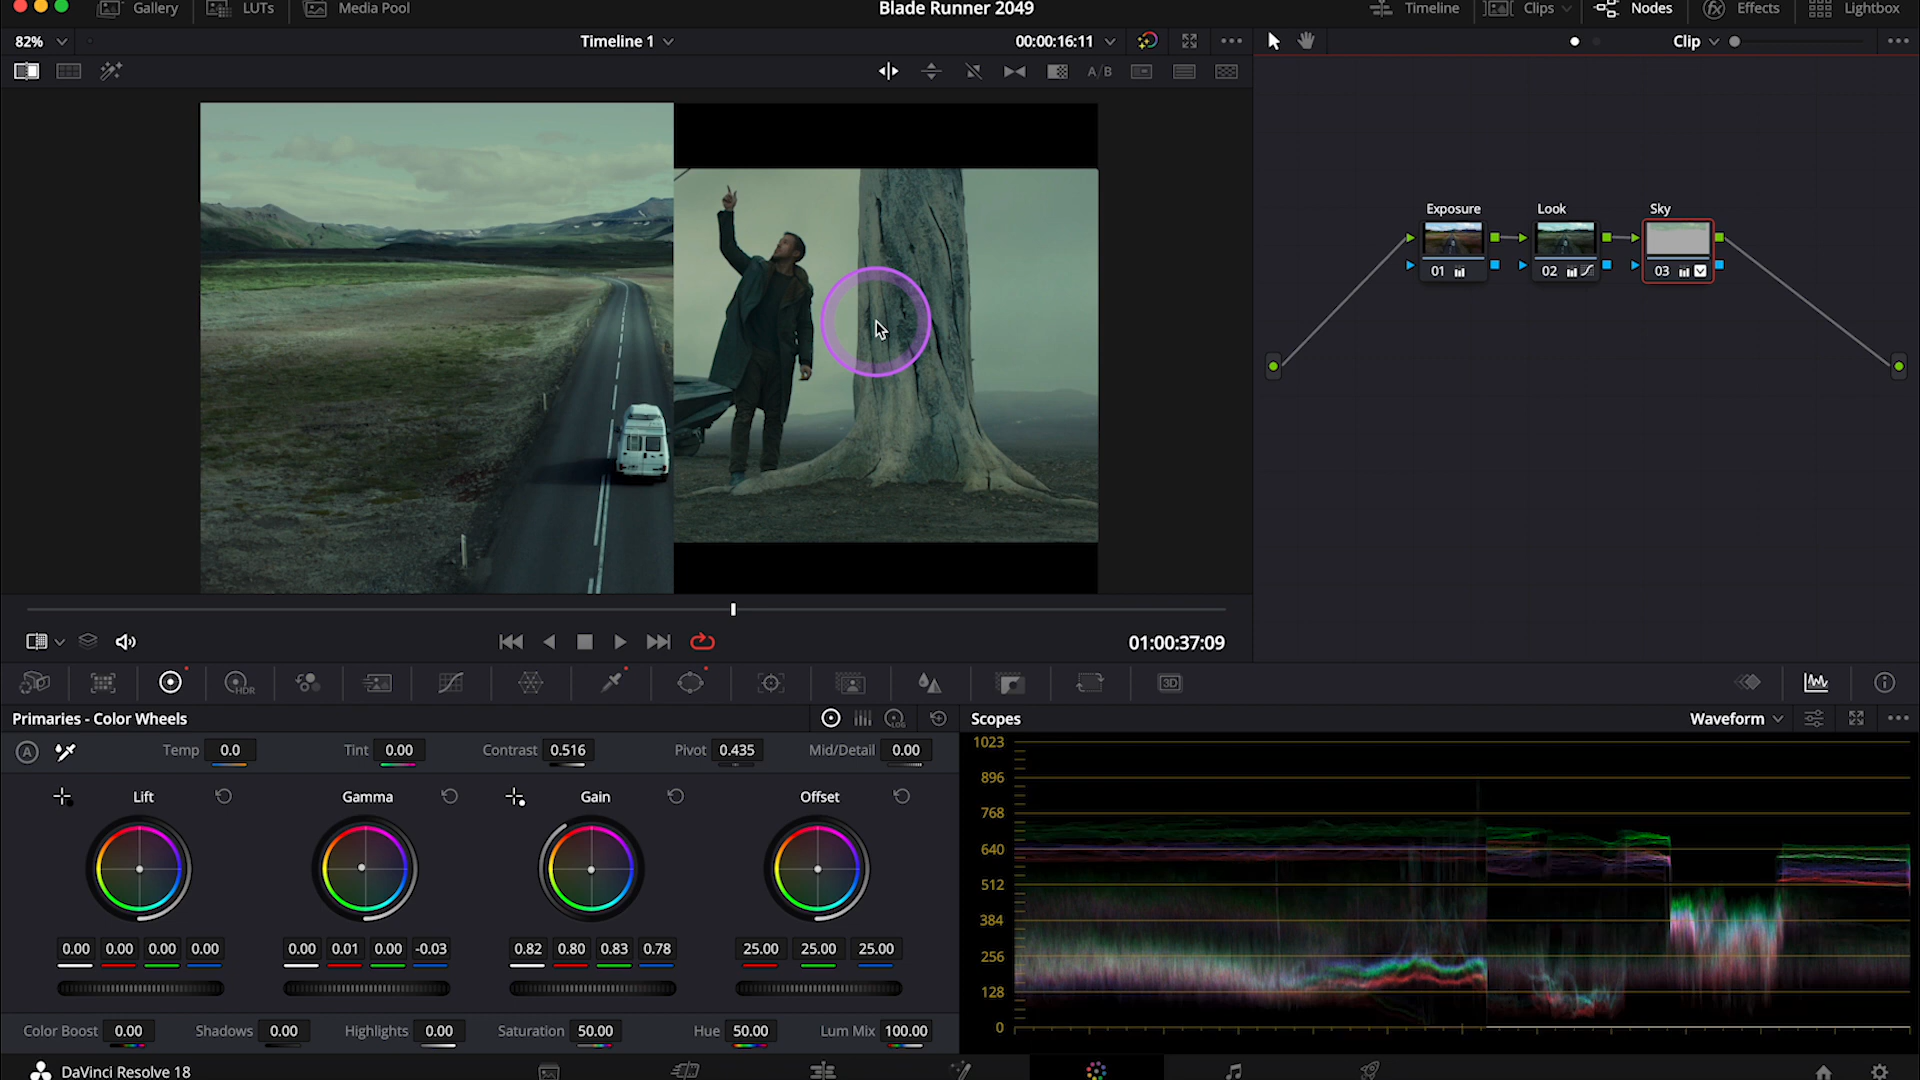 Gallery LUTs Media Pool Blade Runner 2049 Timeline Clips Nodes Effects Lightbox
82% Timeline 1 00:00:16:11 Clip
A/B
Exposure Look Sky
01 02 03
01:00:37:09
HDR 3D
Primaries - Color Wheels LOG Scopes Waveform
A Temp 0.0 Tint 0.00 Contrast 0.516 Pivot 0.435 Mid/Detail 0.00
Lift Gamma Gain Offset
0.00 0.00 0.00 0.00 0.00 0.01 0.00 -0.03 0.82 0.80 0.83 0.78 25.00 25.00 25.00
Color Boost 0.00 Shadows 0.00 Highlights 0.00 Saturation 50.00 Hue 50.00 Lum Mix 100.00
1023
896
768
640
512
384
256
128
0
DaVinci Resolve 18